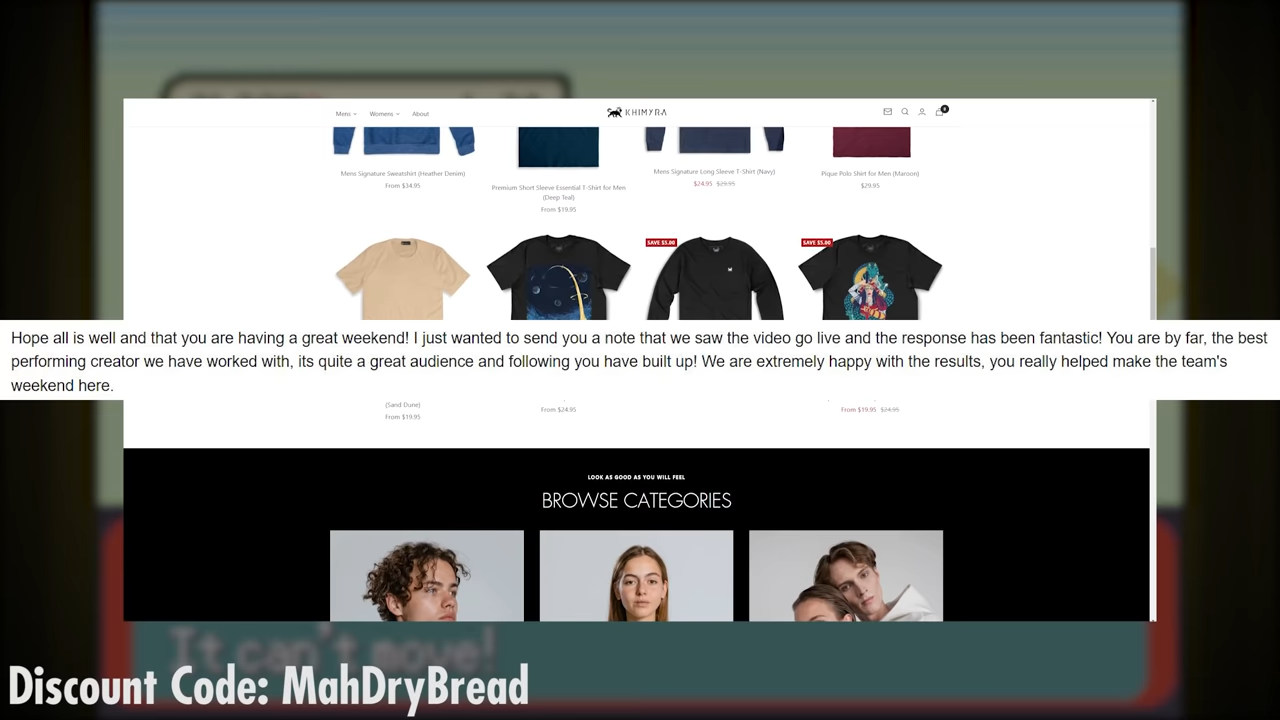 Mens
Womens
About
KHIMYRA
0
Mens Signature Sweatshirt (Heather Denim)
From $34.95
Premium Short Sleeve Essential T-Shirt for Men
(Deep Teal)
From $19.95
Mens Signature Long Sleeve T-Shirt (Navy)
$24.95 $29.95
Pique Polo Shirt for Men (Maroon)
$29.95
SAVE $5.00
SAVE $5.00
Hope all is well and that you are having a great weekend! I just wanted to send you a note that we saw the video go live and the response has been fantastic! You are by far, the best
performing creator we have worked with, its quite a great audience and following you have built up! We are extremely happy with the results, you really helped make the team's
weekend here.
(Sand Dune)
From $19.95
From $24.95
From $19.95 $24.95
LOOK AS GOOD AS YOU WILL FEEL
BROWSE CATEGORIES
It can't move!
Discount Code: MahDryBread